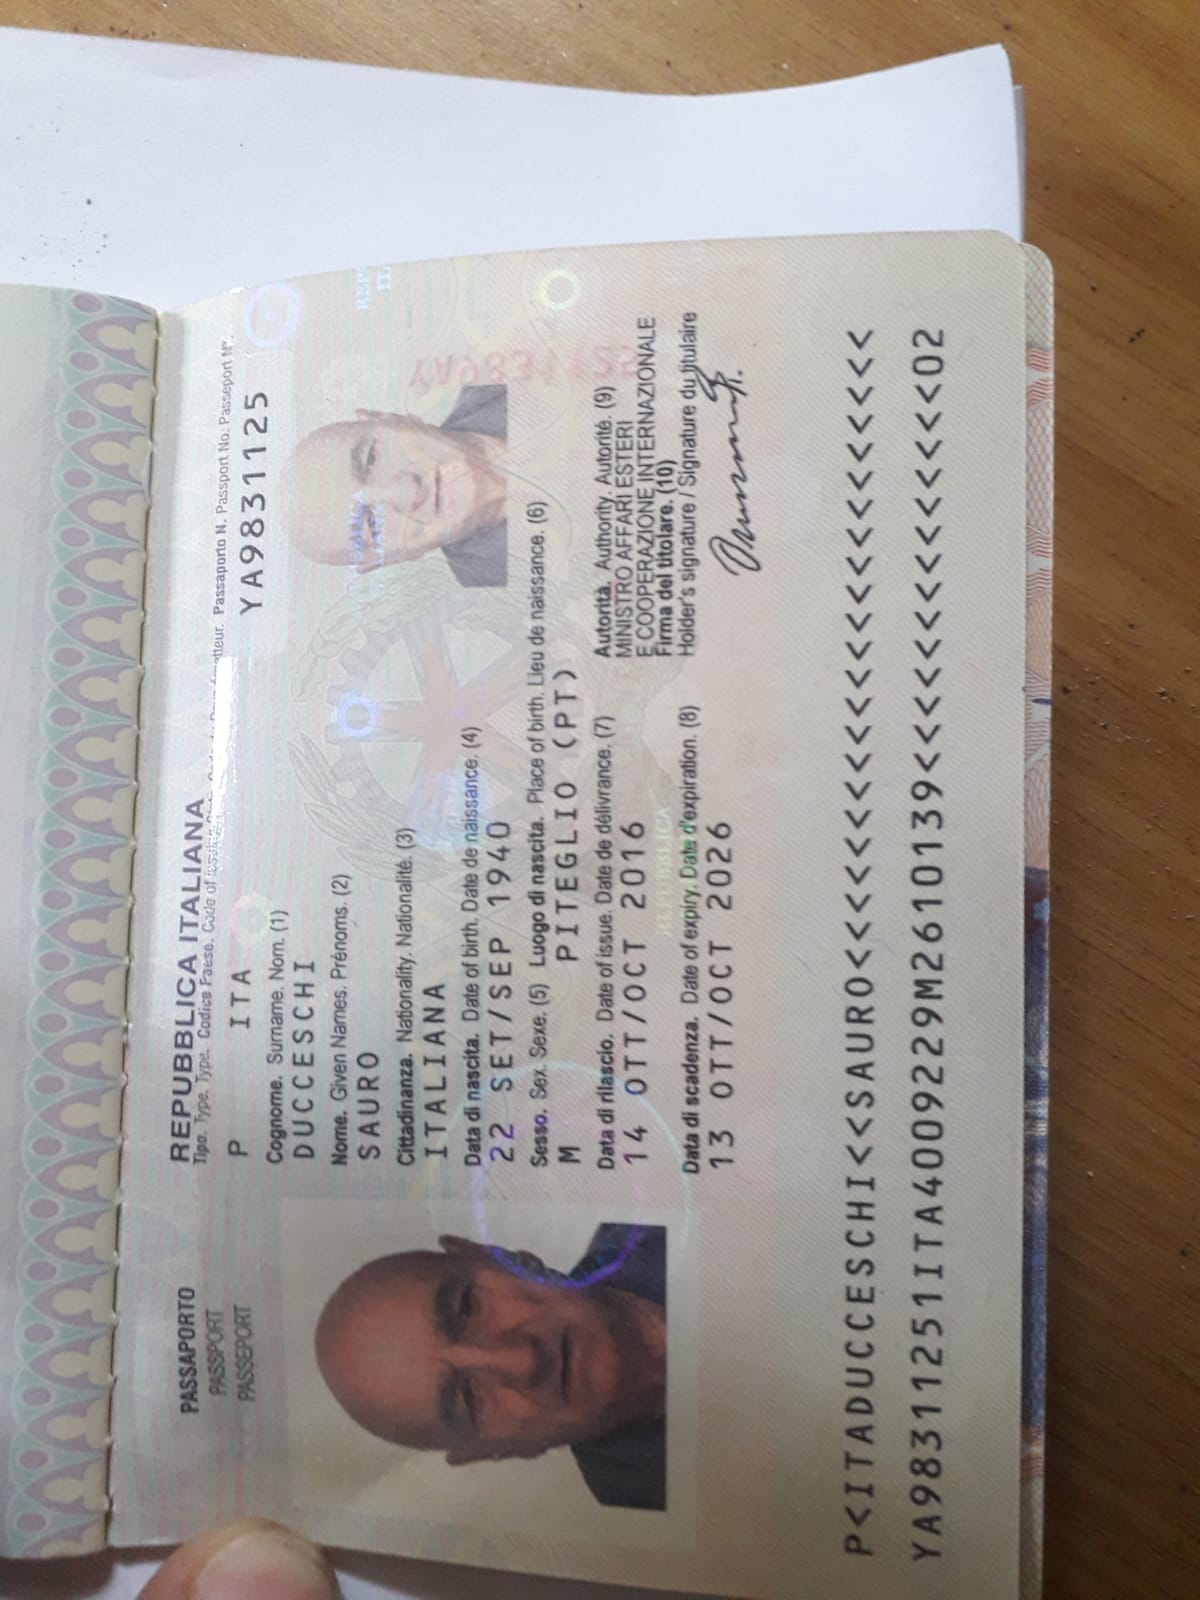 PASSAPORTO
PASSPORT
PASSEPORT
REPUBBLICA ITALIANA
Tipo. Type. Type. Codice Paese. Code of issuing Passaporto N. Passport No. Passeport N°.
P ITA YA9831125
Cognome. Surname. Nom. (1)
DUCCESCHI
Nome. Given Names. Prénoms. (2)
SAURO
Cittadinanza. Nationality. Nationalité. (3)
ITALIANA
Data di nascita. Date of birth. Date de naissance. (4)
22 SET/SEP 1940
Sesso. Sex. Sexe. (5) Luogo di nascita. Place of birth. Lieu de naissance. (6)
M PITEGLIO (PT)
Data di rilascio. Date of issue. Date de délivrance. (7)
14 OTT/OCT 2016
Data di scadenza. Date of expiry. Date d'expiration. (8)
13 OTT/OCT 2026
Autorità. Authority. Autorité. (9)
MINISTRO AFFARI ESTERI
E COOPERAZIONE INTERNAZIONALE
Firma del titolare. (10)
Holder's signature / Signature du titulaire
P<ITADUCCESCHI<<SAURO<<<<<<<<<<<<<<<<<<<<<<<
YA98311251ITA4009229M2610139<<<<<<<<<<<<<<02